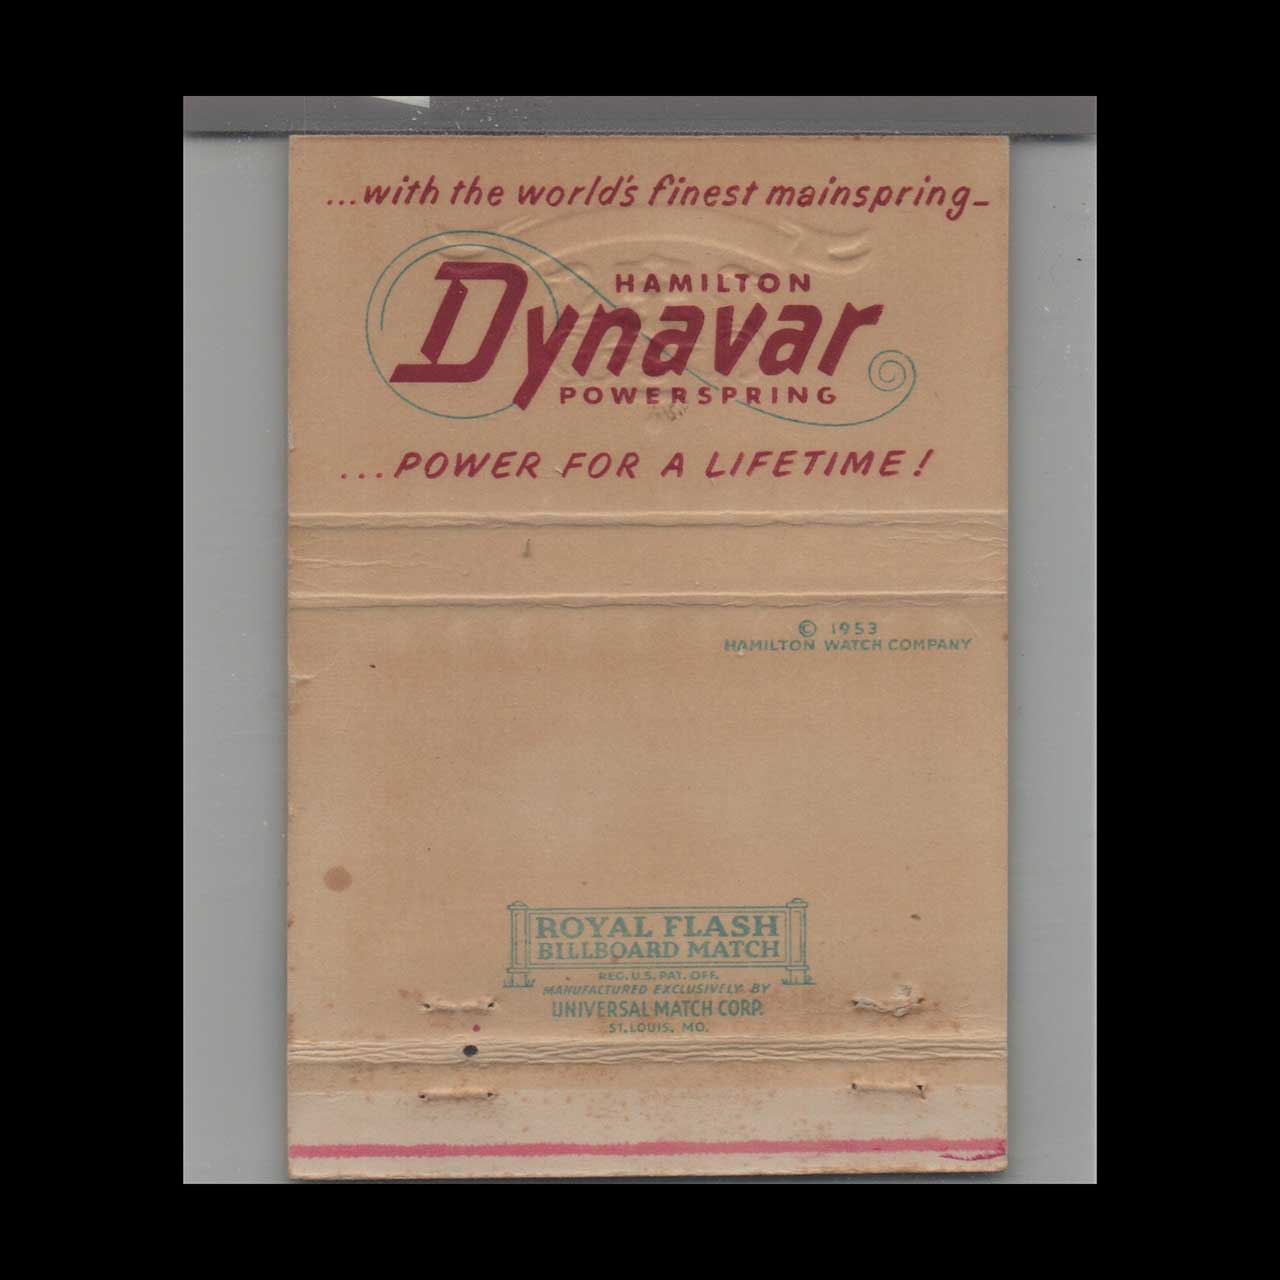 ...with the world's finest mainspring–
HAMILTON
Dynavar
POWERSPRING
...POWER FOR A LIFETIME!
© 1953
HAMILTON WATCH COMPANY
ROYAL FLASH
BILLBOARD MATCH
REG. U.S. PAT. OFF.
MANUFACTURED EXCLUSIVELY BY
UNIVERSAL MATCH CORP.
ST. LOUIS, MO.